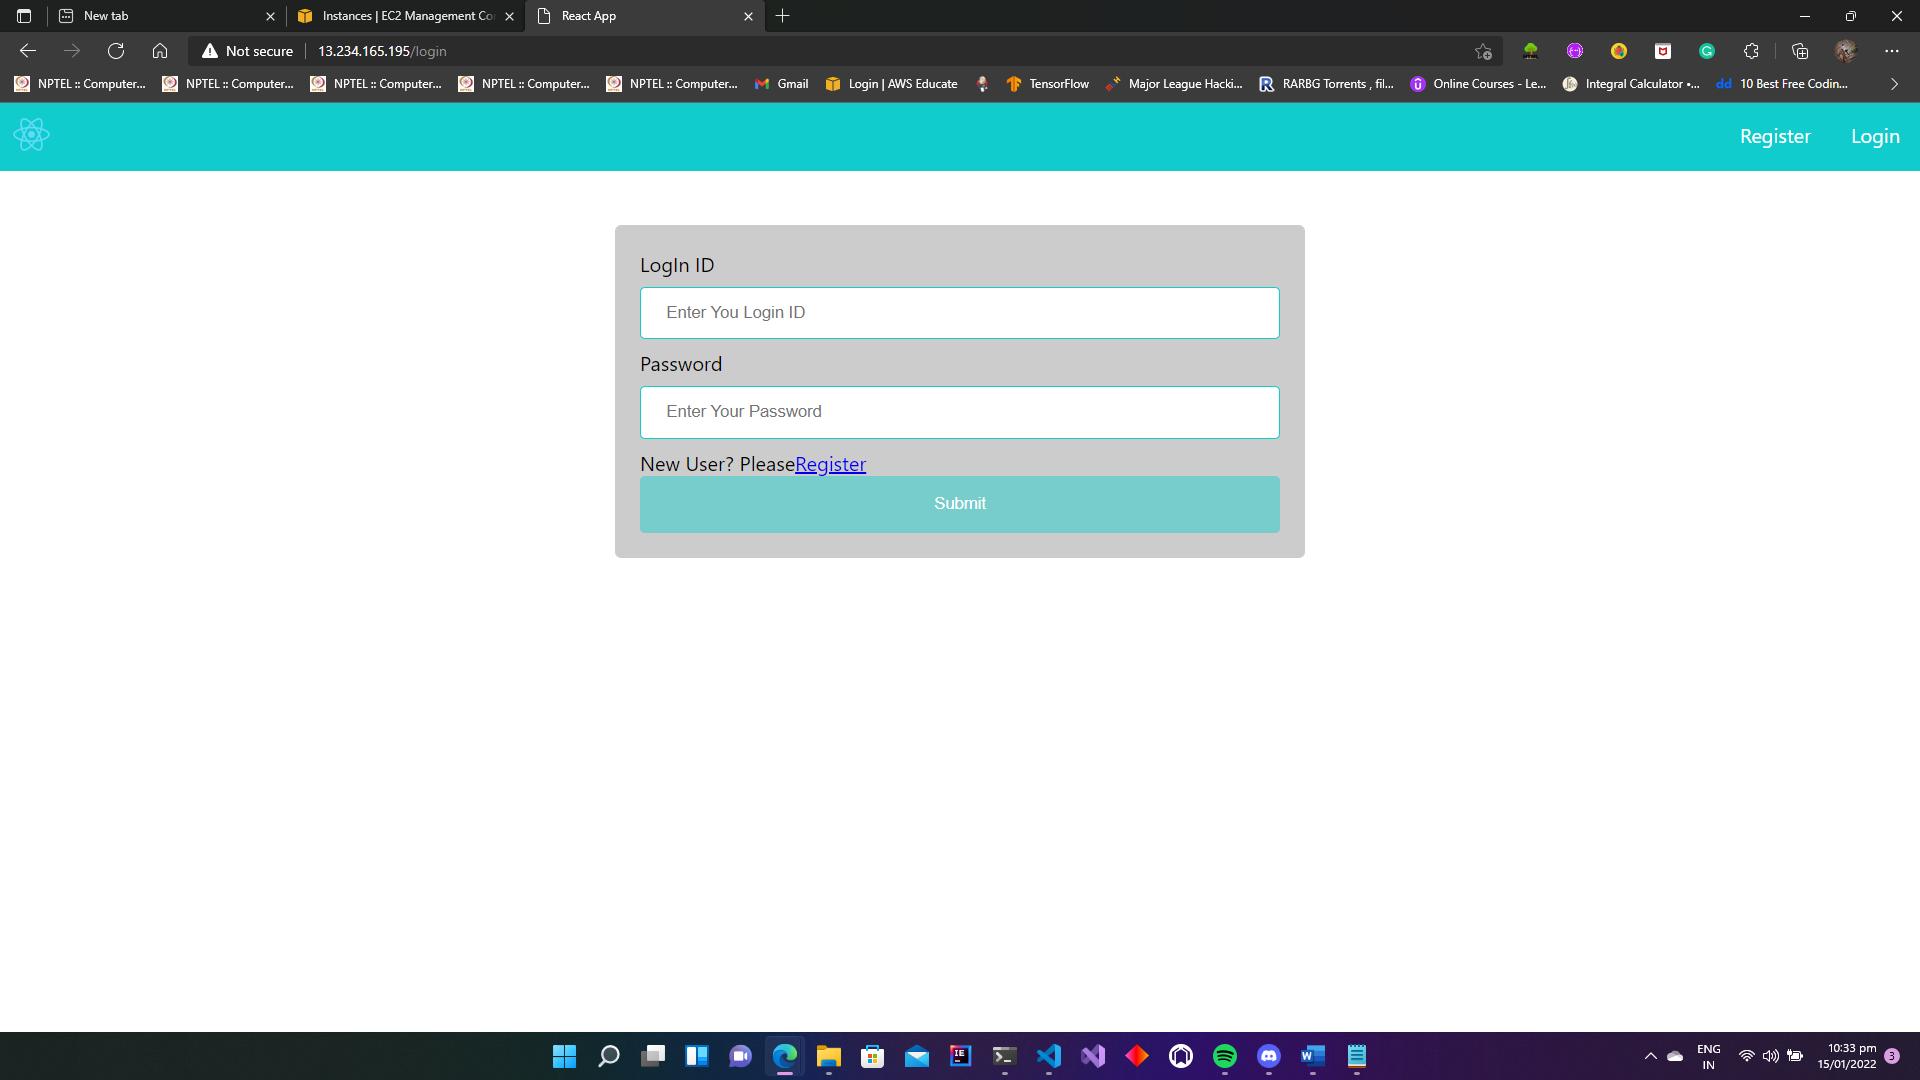 New tab
Instances | EC2 Management Co
React App
Not secure
13.234.165.195/login
NPTEL :: Computer...
NPTEL :: Computer...
NPTEL :: Computer...
NPTEL :: Computer...
NPTEL :: Computer...
Gmail
Login | AWS Educate
TensorFlow
Major League Hacki...
RARBG Torrents , fil...
Online Courses - Le...
Integral Calculator •...
dd
10 Best Free Codin...
Register
Login
LogIn ID
Enter You Login ID
Password
Enter Your Password
New User? PleaseRegister
Submit
ENG
IN
10:33 pm
15/01/2022
3